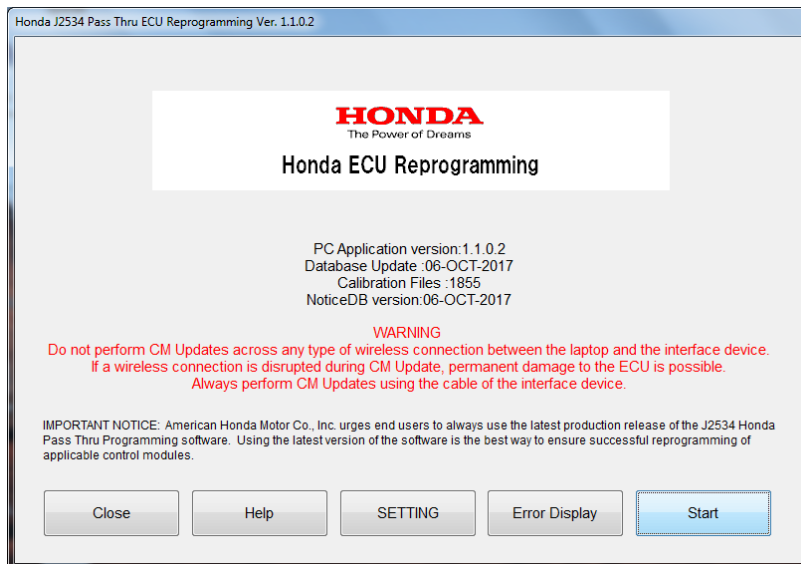 Honda J2534 Pass Thru ECU Reprogramming Ver. 1.1.0.2
HONDA
The Power of Dreams
Honda ECU Reprogramming
PC Application version:1.1.0.2
Database Update :06-OCT-2017
Calibration Files :1855
NoticeDB version:06-OCT-2017
WARNING
Do not perform CM Updates across any type of wireless connection between the laptop and the interface device.
If a wireless connection is disrupted during CM Update, permanent damage to the ECU is possible.
Always perform CM Updates using the cable of the interface device.
IMPORTANT NOTICE: American Honda Motor Co., Inc. urges end users to always use the latest production release of the J2534 Honda
Pass Thru Programming software. Using the latest version of the software is the best way to ensure successful reprogramming of
applicable control modules.
Close
Help
SETTING
Error Display
Start